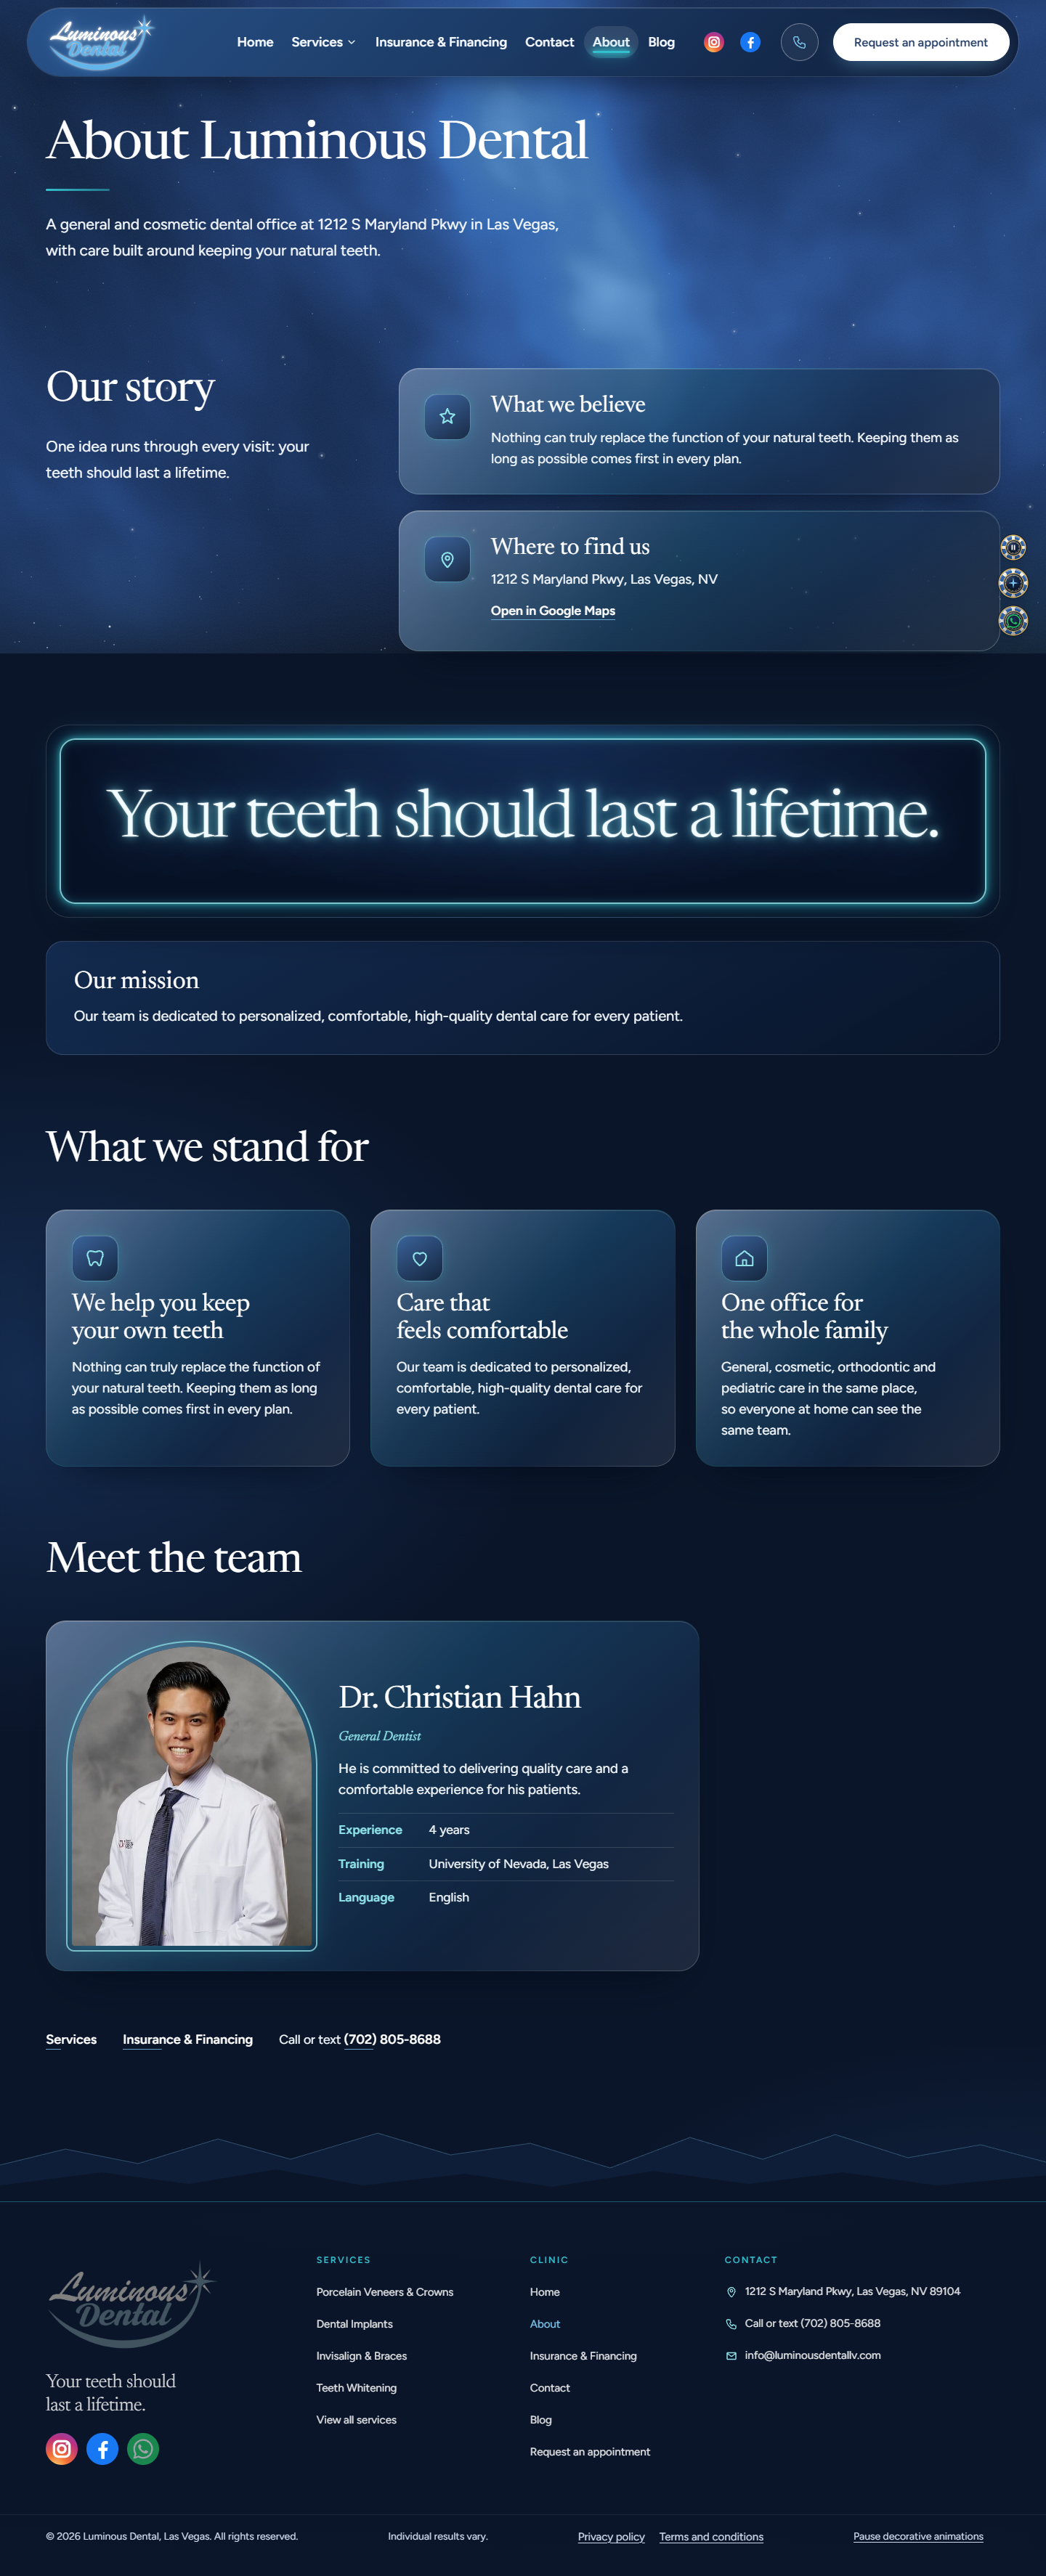 Luminous
Dental
Home
Services
Insurance & Financing
Contact
About
Blog
Request an appointment
About Luminous Dental
A general and cosmetic dental office at 1212 S Maryland Pkwy in Las Vegas,
with care built around keeping your natural teeth.
Our story
One idea runs through every visit: your
teeth should last a lifetime.
What we believe
Nothing can truly replace the function of your natural teeth. Keeping them as
long as possible comes first in every plan.
Where to find us
1212 S Maryland Pkwy, Las Vegas, NV
Open in Google Maps
Your teeth should last a lifetime.
Our mission
Our team is dedicated to personalized, comfortable, high-quality dental care for every patient.
What we stand for
We help you keep
your own teeth
Nothing can truly replace the function of
your natural teeth. Keeping them as long
as possible comes first in every plan.
Care that
feels comfortable
Our team is dedicated to personalized,
comfortable, high-quality dental care for
every patient.
One office for
the whole family
General, cosmetic, orthodontic and
pediatric care in the same place,
so everyone at home can see the
same team.
Meet the team
Dr. Christian Hahn
General Dentist
He is committed to delivering quality care and a
comfortable experience for his patients.
Experience 4 years
Training University of Nevada, Las Vegas
Language English
Services
Insurance & Financing
Call or text (702) 805-8688
Luminous
Dental
Your teeth should
last a lifetime.
SERVICES
Porcelain Veneers & Crowns
Dental Implants
Invisalign & Braces
Teeth Whitening
View all services
CLINIC
Home
About
Insurance & Financing
Contact
Blog
Request an appointment
CONTACT
1212 S Maryland Pkwy, Las Vegas, NV 89104
Call or text (702) 805-8688
info@luminousdentallv.com
© 2026 Luminous Dental, Las Vegas. All rights reserved.
Individual results vary.
Privacy policy
Terms and conditions
Pause decorative animations